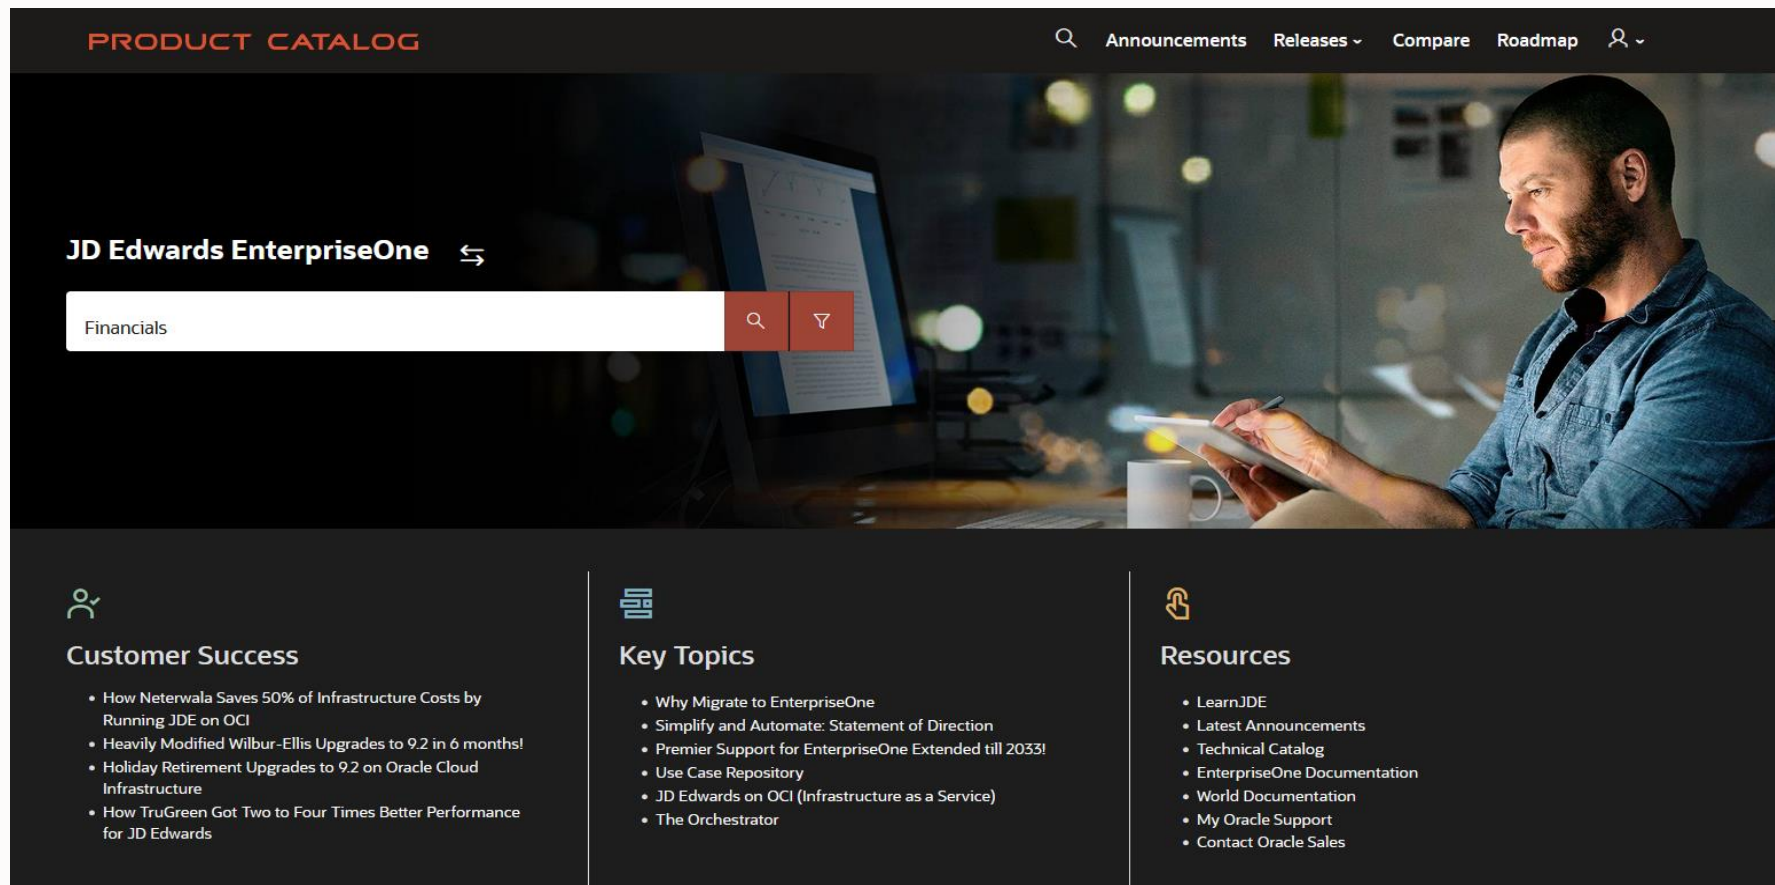 PRODUCT CATALOG
Announcements Releases Compare Roadmap
JD Edwards EnterpriseOne
Financials
Customer Success
• How Neterwala Saves 50% of Infrastructure Costs by
Running JDE on OCI
• Heavily Modified Wilbur-Ellis Upgrades to 9.2 in 6 months!
• Holiday Retirement Upgrades to 9.2 on Oracle Cloud
Infrastructure
• How TruGreen Got Two to Four Times Better Performance
for JD Edwards
Key Topics
• Why Migrate to EnterpriseOne
• Simplify and Automate: Statement of Direction
• Premier Support for EnterpriseOne Extended till 2033!
• Use Case Repository
• JD Edwards on OCI (Infrastructure as a Service)
• The Orchestrator
Resources
• LearnJDE
• Latest Announcements
• Technical Catalog
• EnterpriseOne Documentation
• World Documentation
• My Oracle Support
• Contact Oracle Sales